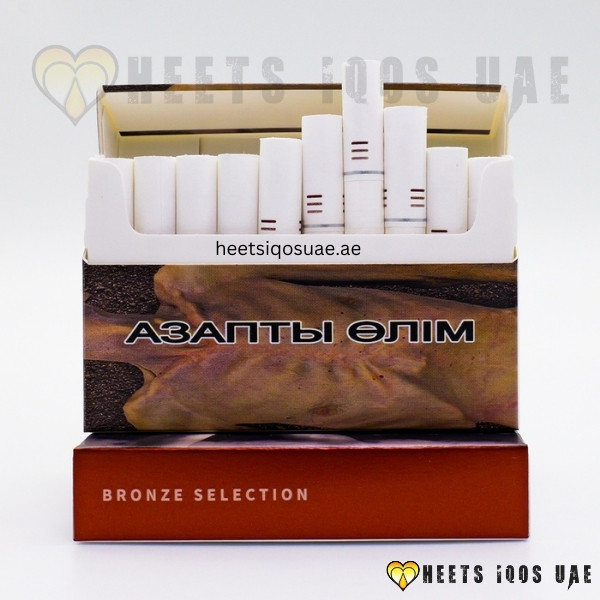 HEETS iQOS UAE
heetsiqosuae.ae
АЗАПТЫ ӨЛІМ
BRONZE SELECTION
HEETS iQOS UAE